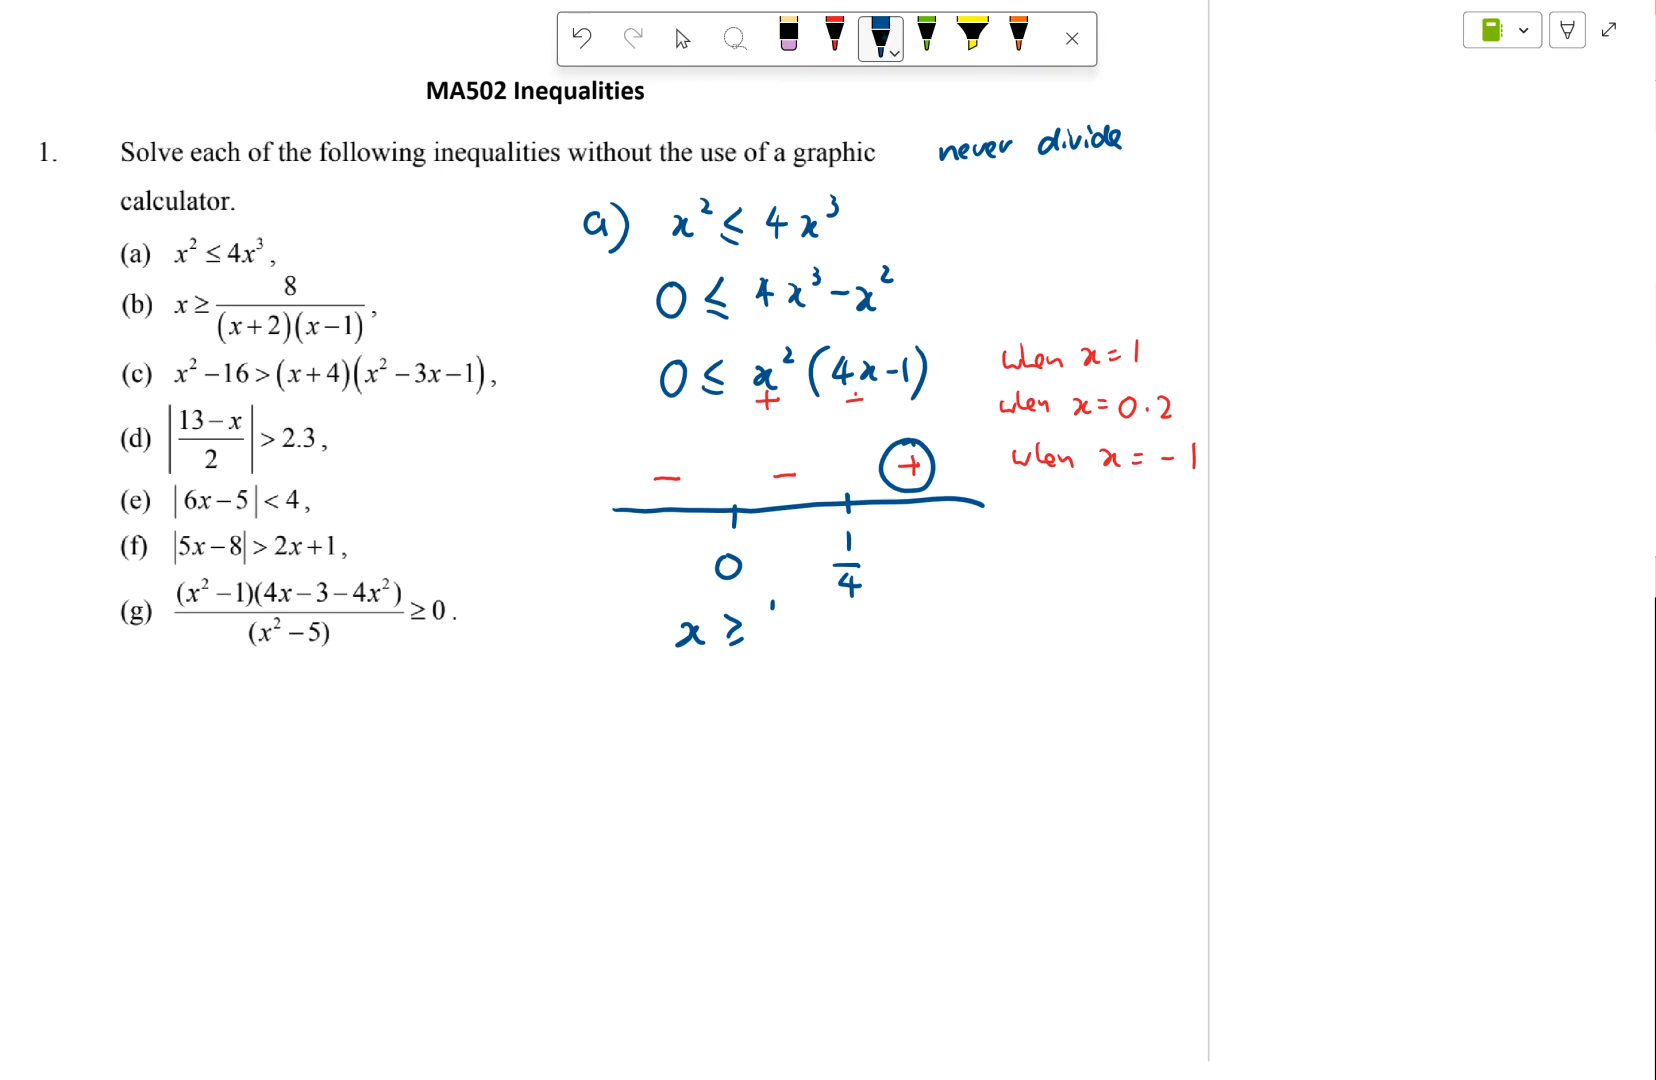 MA502 Inequalities
1. Solve each of the following inequalities without the use of a graphic
calculator.
never divide
(a) x² ≤ 4x³ ,
(b) x ≥ 8/((x+2)(x−1)) ,
(c) x² −16 > (x+4)(x² −3x−1) ,
(d) |(13−x)/2| > 2.3 ,
(e) |6x−5| < 4 ,
(f) |5x−8| > 2x+1 ,
(g) (x² −1)(4x−3−4x²)/(x² −5) ≥ 0 .
a) x² ≤ 4x³
0 ≤ 4x³ − x²
0 ≤ x² (4x−1)
+ −
when x = 1
when x = 0.2
when x = −1
− − +
0 1/4
x ≥